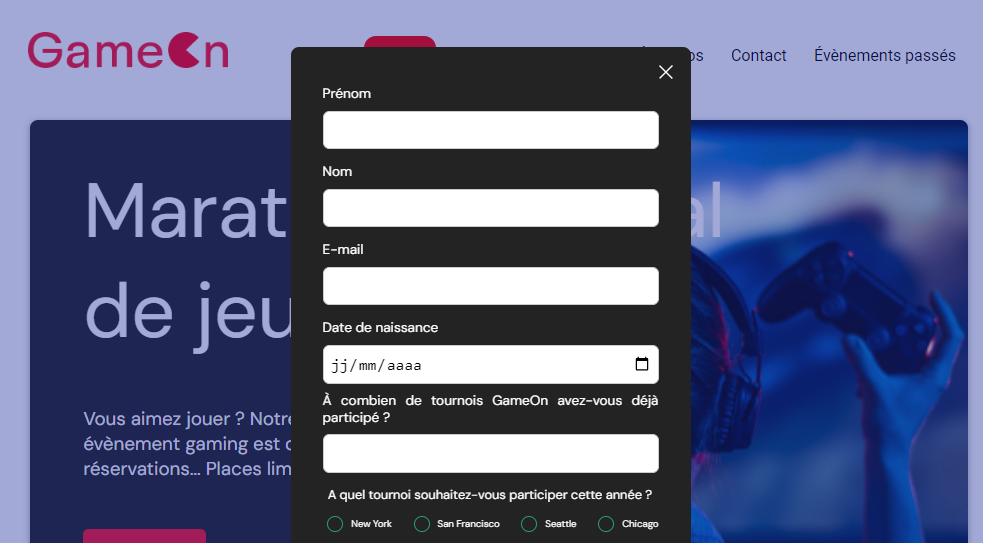 GameOn
Contact
Évènements passés
Prénom
Nom
E-mail
Date de naissance
jj/mm/aaaa
À combien de tournois GameOn avez-vous déjà
participé ?
A quel tournoi souhaitez-vous participer cette année ?
New York
San Francisco
Seattle
Chicago
Marat
al
de jeu
Vous aimez jouer ? Notre
évènement gaming est
réservations... Places lim